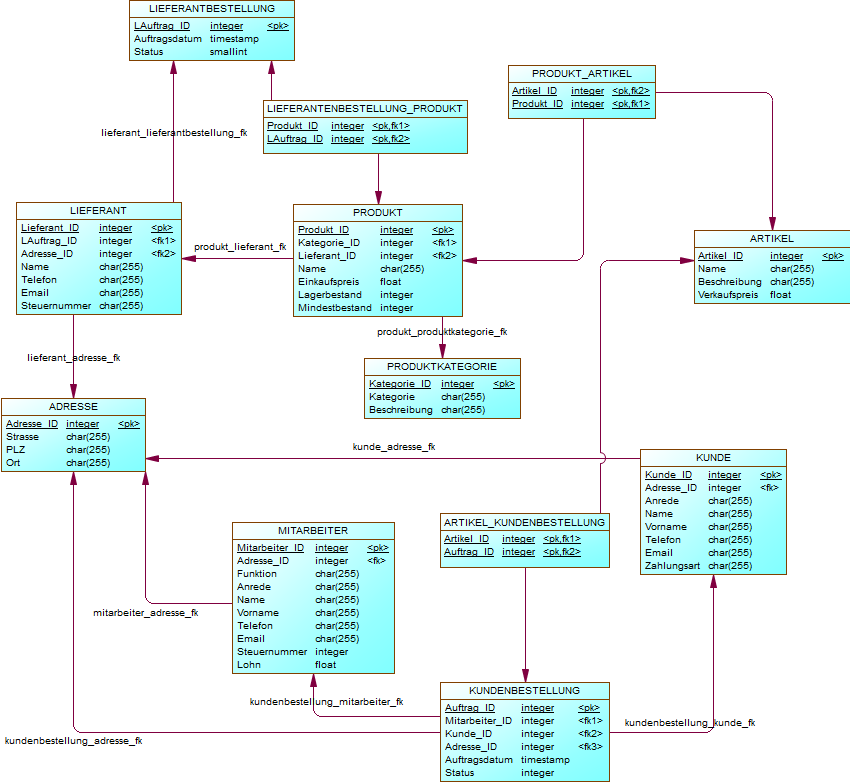 LIEFERANTBESTELLUNG
LAuftrag_ID integer <pk>
Auftragsdatum timestamp
Status smallint
PRODUKT_ARTIKEL
Artikel_ID integer <pk,fk2>
Produkt_ID integer <pk,fk1>
LIEFERANTENBESTELLUNG_PRODUKT
Produkt_ID integer <pk,fk1>
LAuftrag_ID integer <pk,fk2>
lieferant_lieferantbestellung_fk
LIEFERANT
Lieferant_ID integer <pk>
LAuftrag_ID integer <fk1>
Adresse_ID integer <fk2>
Name char(255)
Telefon char(255)
Email char(255)
Steuernummer char(255)
produkt_lieferant_fk
PRODUKT
Produkt_ID integer <pk>
Kategorie_ID integer <fk1>
Lieferant_ID integer <fk2>
Name char(255)
Einkaufspreis float
Lagerbestand integer
Mindestbestand integer
ARTIKEL
Artikel_ID integer <pk>
Name char(255)
Beschreibung char(255)
Verkaufspreis float
produkt_produktkategorie_fk
lieferant_adresse_fk
PRODUKTKATEGORIE
Kategorie_ID integer <pk>
Kategorie char(255)
Beschreibung char(255)
ADRESSE
Adresse_ID integer <pk>
Strasse char(255)
PLZ char(255)
Ort char(255)
kunde_adresse_fk
KUNDE
Kunde_ID integer <pk>
Adresse_ID integer <fk>
Anrede char(255)
Name char(255)
Vorname char(255)
Telefon char(255)
Email char(255)
Zahlungsart char(255)
ARTIKEL_KUNDENBESTELLUNG
Artikel_ID integer <pk,fk1>
Auftrag_ID integer <pk,fk2>
MITARBEITER
Mitarbeiter_ID integer <pk>
Adresse_ID integer <fk>
Funktion char(255)
Anrede char(255)
Name char(255)
Vorname char(255)
Telefon char(255)
Email char(255)
Steuernummer integer
Lohn float
mitarbeiter_adresse_fk
kundenbestellung_mitarbeiter_fk
KUNDENBESTELLUNG
Auftrag_ID integer <pk>
Mitarbeiter_ID integer <fk1>
Kunde_ID integer <fk2>
Adresse_ID integer <fk3>
Auftragsdatum timestamp
Status integer
kundenbestellung_kunde_fk
kundenbestellung_adresse_fk